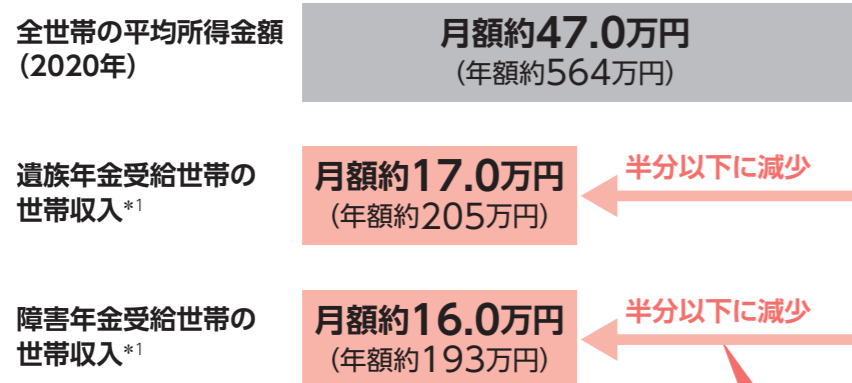 全世帯の平均所得金額
（2020年）
月額約47.0万円
（年額約564万円）
遺族年金受給世帯の
世帯収入*1
月額約17.0万円
（年額約205万円）
半分以下に減少
障害年金受給世帯の
世帯収入*1
月額約16.0万円
（年額約193万円）
半分以下に減少